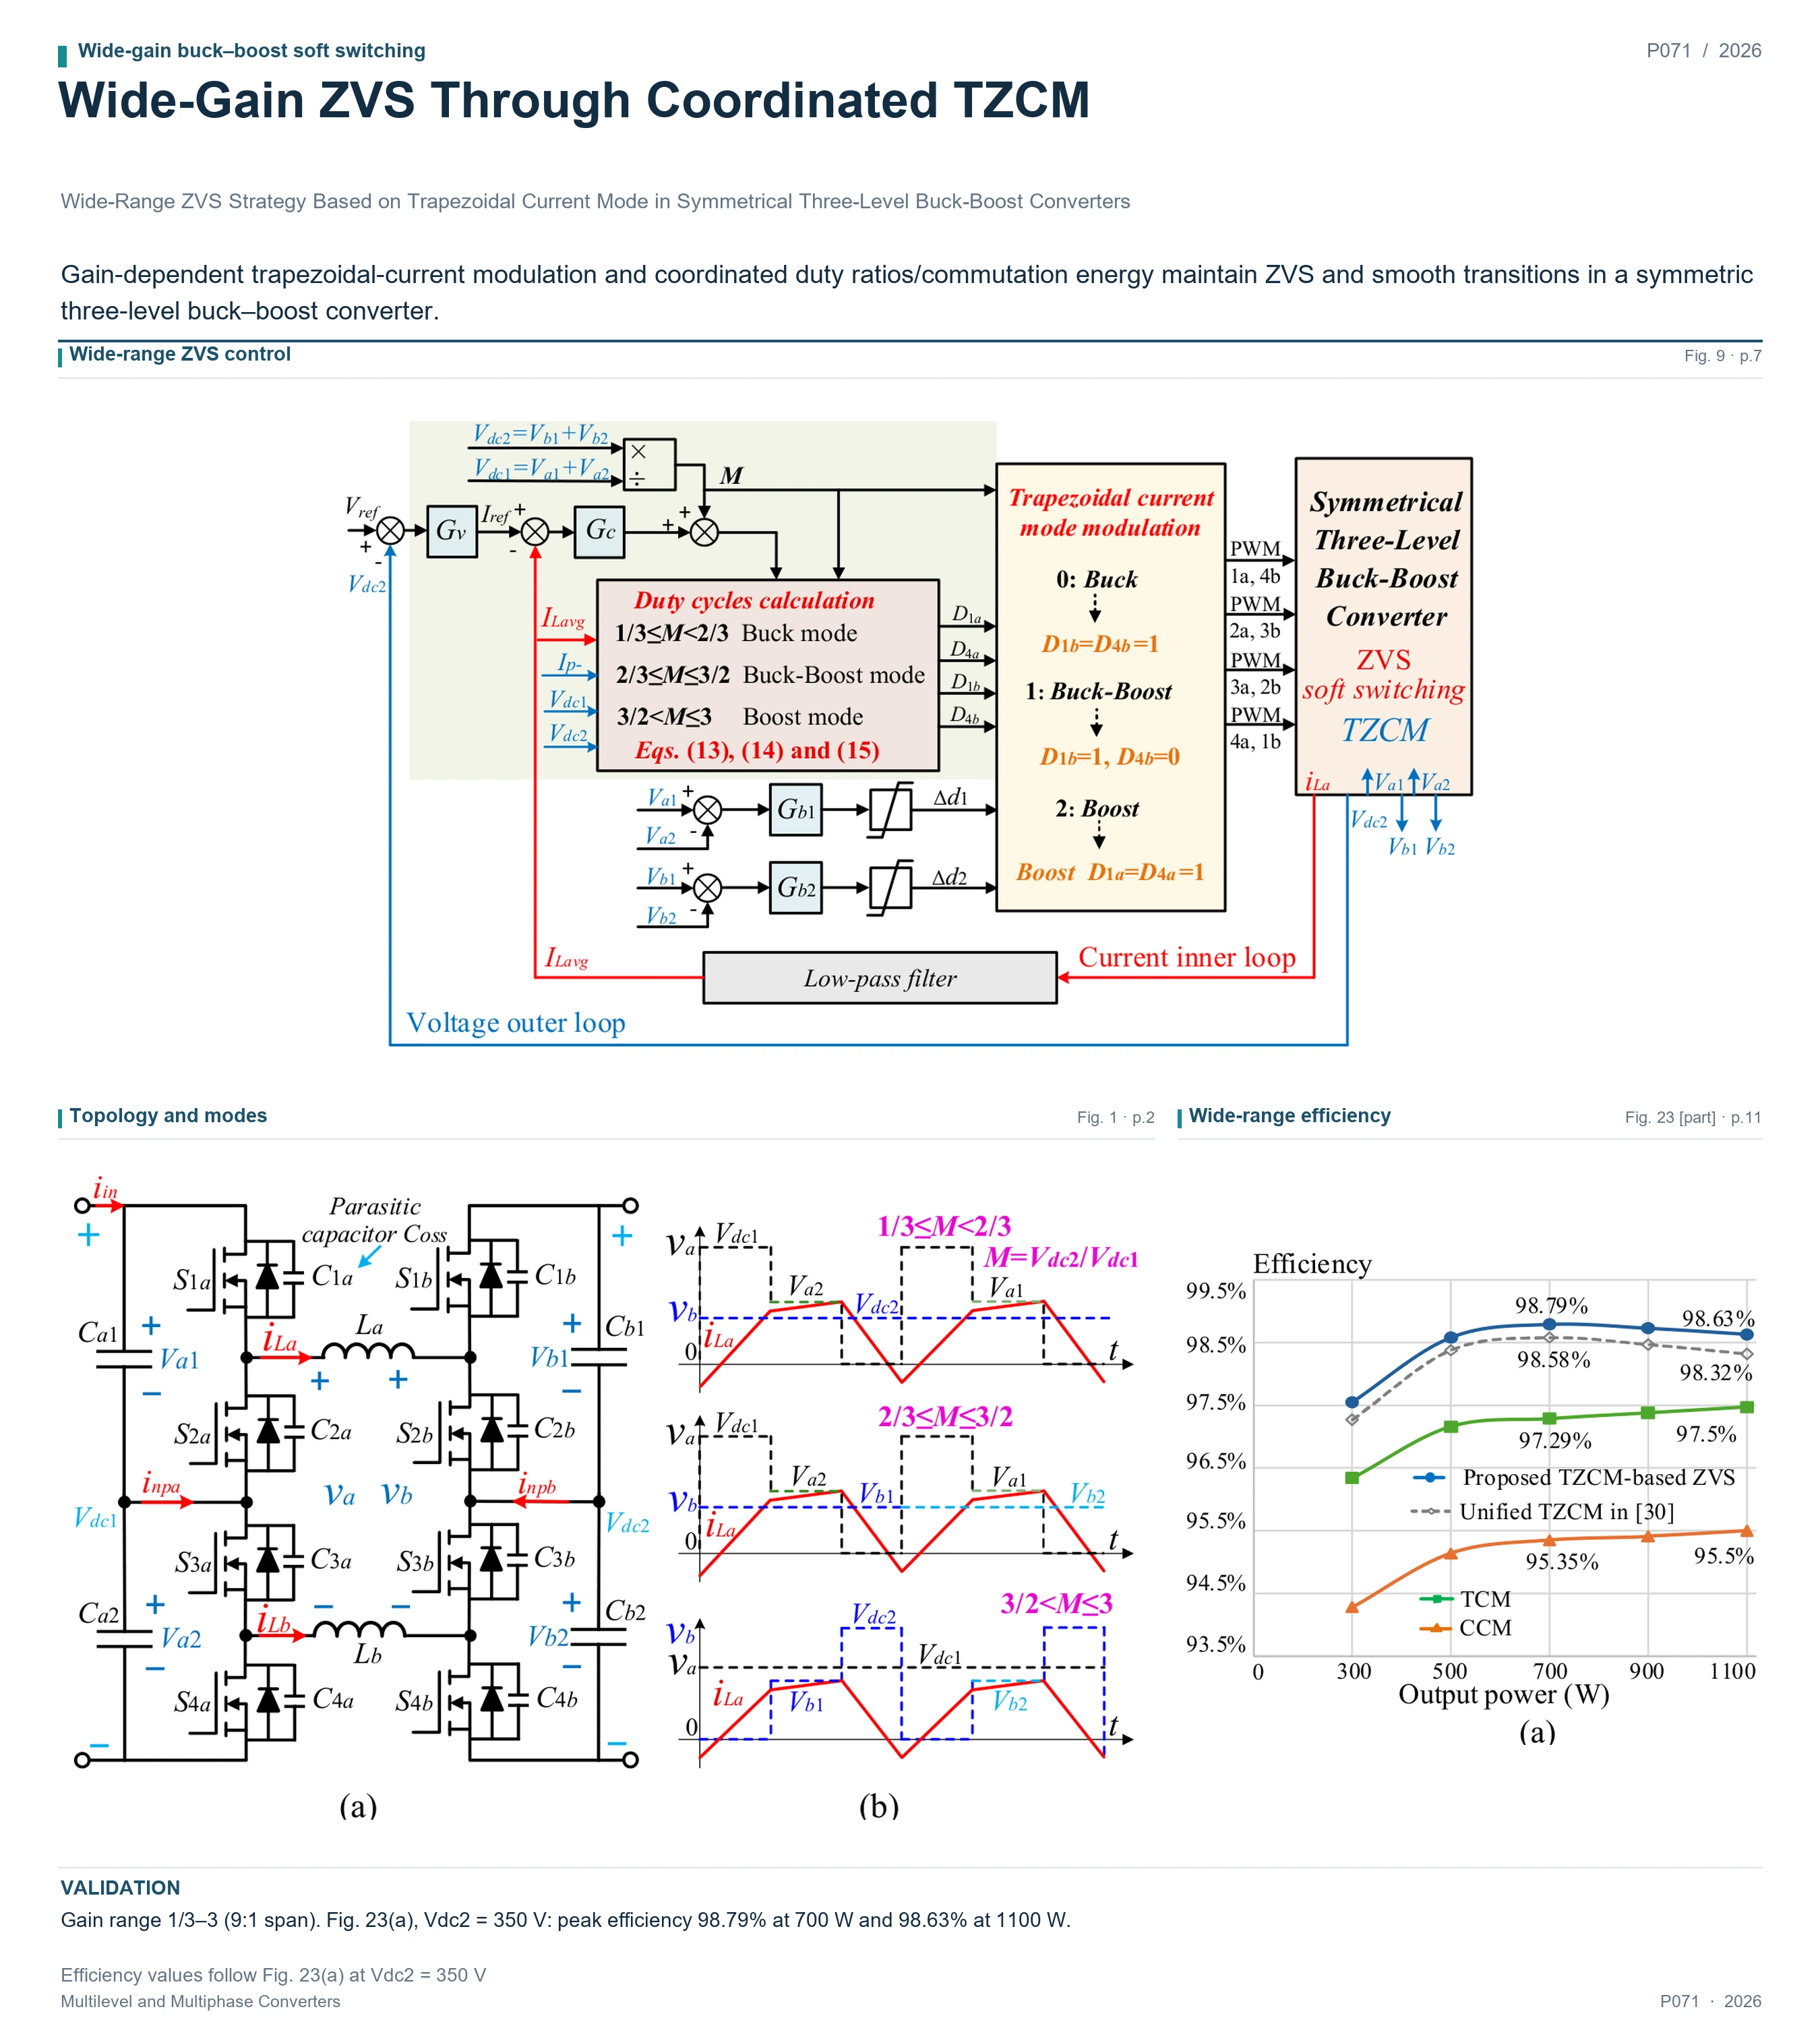 Wide-gain buck–boost soft switching
P071 / 2026
Wide-Gain ZVS Through Coordinated TZCM
Wide-Range ZVS Strategy Based on Trapezoidal Current Mode in Symmetrical Three-Level Buck-Boost Converters
Gain-dependent trapezoidal-current modulation and coordinated duty ratios/commutation energy maintain ZVS and smooth transitions in a symmetric
three-level buck–boost converter.
Wide-range ZVS control
Fig. 9 · p.7
Vdc2=Vb1+Vb2
Vdc1=Va1+Va2
×
÷
M
Vref
+
-
Vdc2
Gv
Iref
+
-
Gc
+
+
Duty cycles calculation
1/3≤M<2/3 Buck mode
2/3≤M≤3/2 Buck-Boost mode
3/2<M≤3 Boost mode
Eqs. (13), (14) and (15)
ILavg
Ip-
Vdc1
Vdc2
D1a
D4a
D1b
D4b
Trapezoidal current
mode modulation
0: Buck
D1b=D4b=1
1: Buck-Boost
D1b=1, D4b=0
2: Boost
Boost D1a=D4a=1
PWM
1a, 4b
PWM
2a, 3b
PWM
3a, 2b
PWM
4a, 1b
Symmetrical
Three-Level
Buck-Boost
Converter
ZVS
soft switching
TZCM
iLa
Va1
Va2
Vdc2
Vb1
Vb2
Va1
+
Va2
-
Gb1
Δd1
Vb1
+
Vb2
-
Gb2
Δd2
ILavg
Low-pass filter
Current inner loop
Voltage outer loop
Topology and modes
Fig. 1 · p.2
iin
+
Parasitic
capacitor Coss
+
S1a
C1a
S1b
C1b
Ca1
+
Va1
−
iLa
La
+
+
+
Vb1
−
Cb1
S2a
C2a
S2b
C2b
inpa
va
vb
inpb
Vdc1
Vdc2
S3a
C3a
S3b
C3b
Ca2
+
Va2
−
−
−
iLb
Lb
+
Vb2
−
Cb2
S4a
C4a
S4b
C4b
−
−
(a)
va
Vdc1
1/3≤M<2/3
M=Vdc2/Vdc1
Va2
Va1
vb
Vdc2
iLa
0
t
2/3≤M≤3/2
va
Vdc1
Va2
Va1
vb
Vb1
Vb2
iLa
0
t
3/2<M≤3
vb
Vdc2
va
Vdc1
iLa
Vb1
Vb2
0
t
(b)
Wide-range efficiency
Fig. 23 [part] · p.11
Efficiency
99.5%
98.5%
97.5%
96.5%
95.5%
94.5%
93.5%
98.79%
98.63%
98.58%
98.32%
97.29%
97.5%
Proposed TZCM-based ZVS
Unified TZCM in [30]
95.35%
95.5%
TCM
CCM
0 300 500 700 900 1100
Output power (W)
(a)
VALIDATION
Gain range 1/3–3 (9:1 span). Fig. 23(a), Vdc2 = 350 V: peak efficiency 98.79% at 700 W and 98.63% at 1100 W.
Efficiency values follow Fig. 23(a) at Vdc2 = 350 V
Multilevel and Multiphase Converters
P071 · 2026